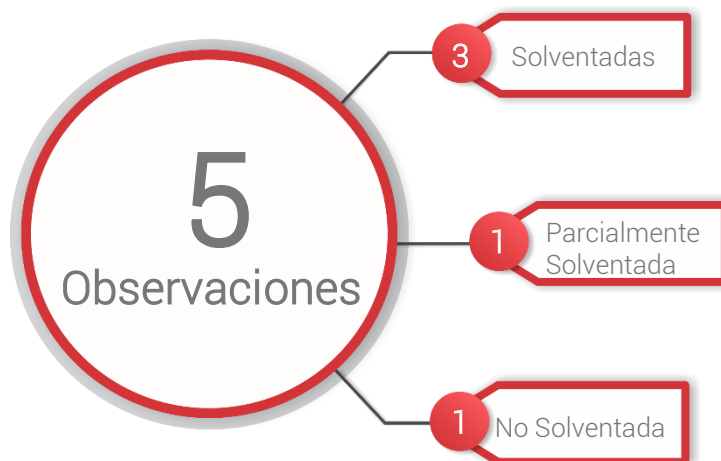 5
Observaciones
3
Solventadas
1
Parcialmente
Solventada
1
No Solventada